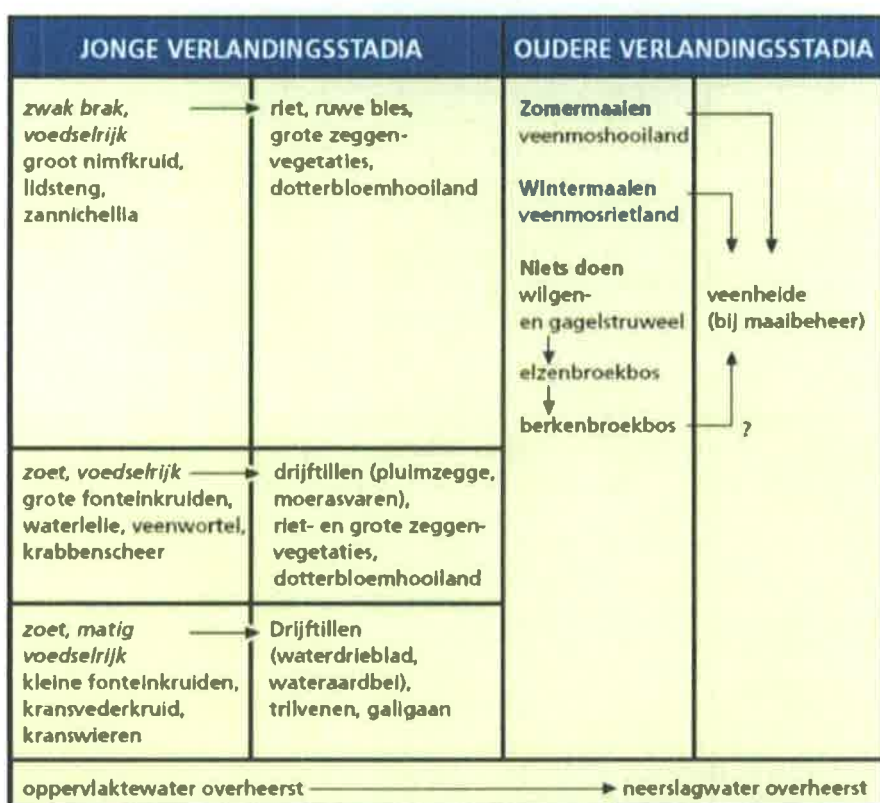 JONGE VERLANDINGSSTADIA
OUDERE VERLANDINGSSTADIA
zwak brak,
voedselrijk
groot nimfkruid,
lidsteng,
zannichellia
riet, ruwe bies,
grote zeggen-
vegetaties,
dotterbloemhooiland
Zomermaaien
veenmoshooiland
Wintermaaien
veenmosrietland
Niets doen
wilgen-
en gagelstruweel
elzenbroekbos
berkenbroekbos
veenheide
(bij maaibeheer)
?
zoet, voedselrijk
grote fonteinkruiden,
waterlelie, veenwortel,
krabbenscheer
drijftillen (pluimzegge,
moerasvaren),
riet- en grote zeggen-
vegetaties,
dotterbloemhooiland
zoet, matig
voedselrijk
kleine fonteinkruiden,
kransvederkruid,
kranswieren
Drijftillen
(waterdrieblad,
wateraardbei),
trilvenen, galigaan
oppervlaktewater overheerst
neerslagwater overheerst